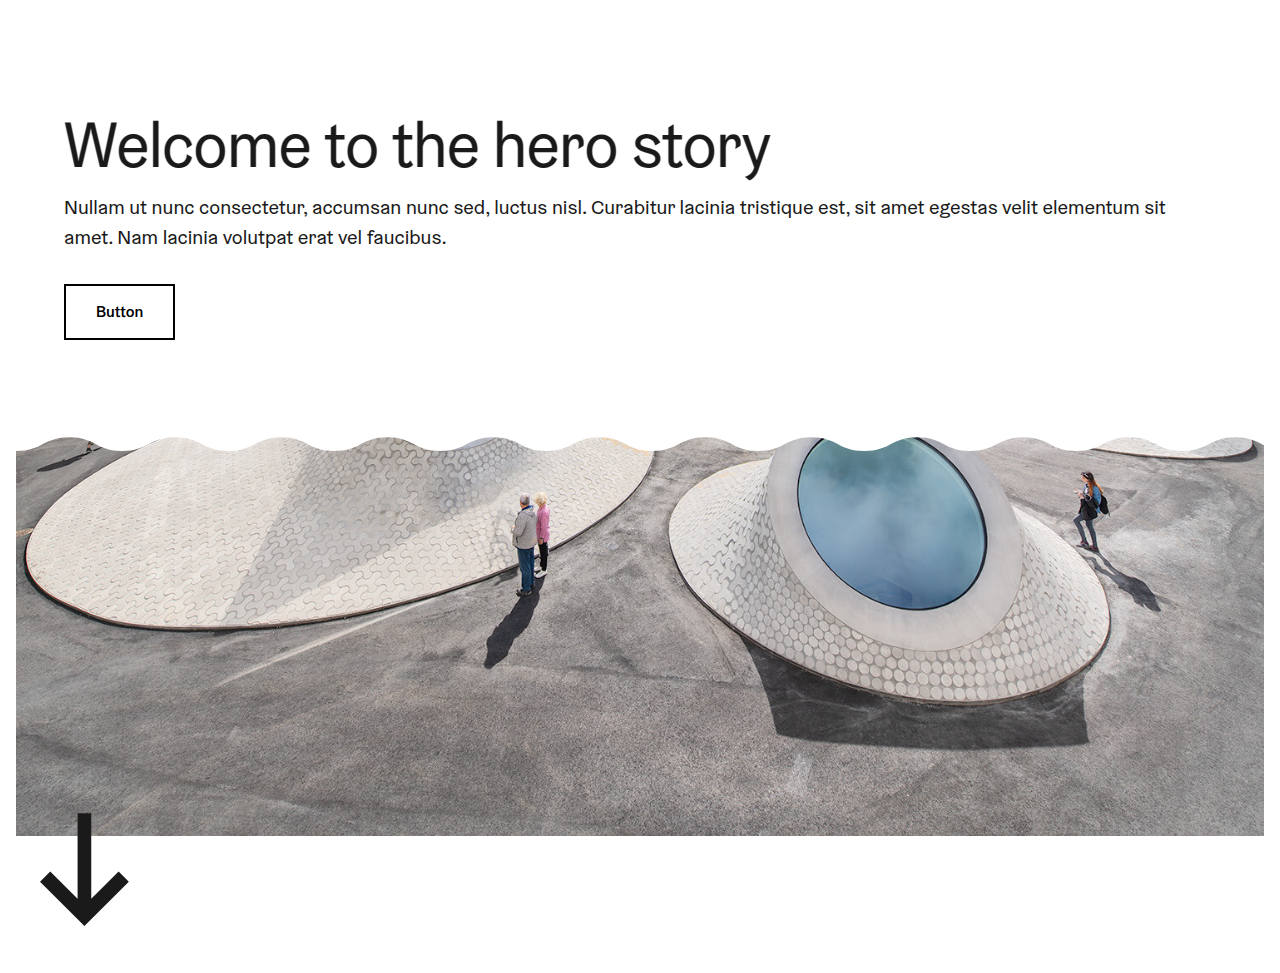 Welcome to the hero story
Nullam ut nunc consectetur, accumsan nunc sed, luctus nisl. Curabitur lacinia tristique est, sit amet egestas velit elementum sit
amet. Nam lacinia volutpat erat vel faucibus.
Button